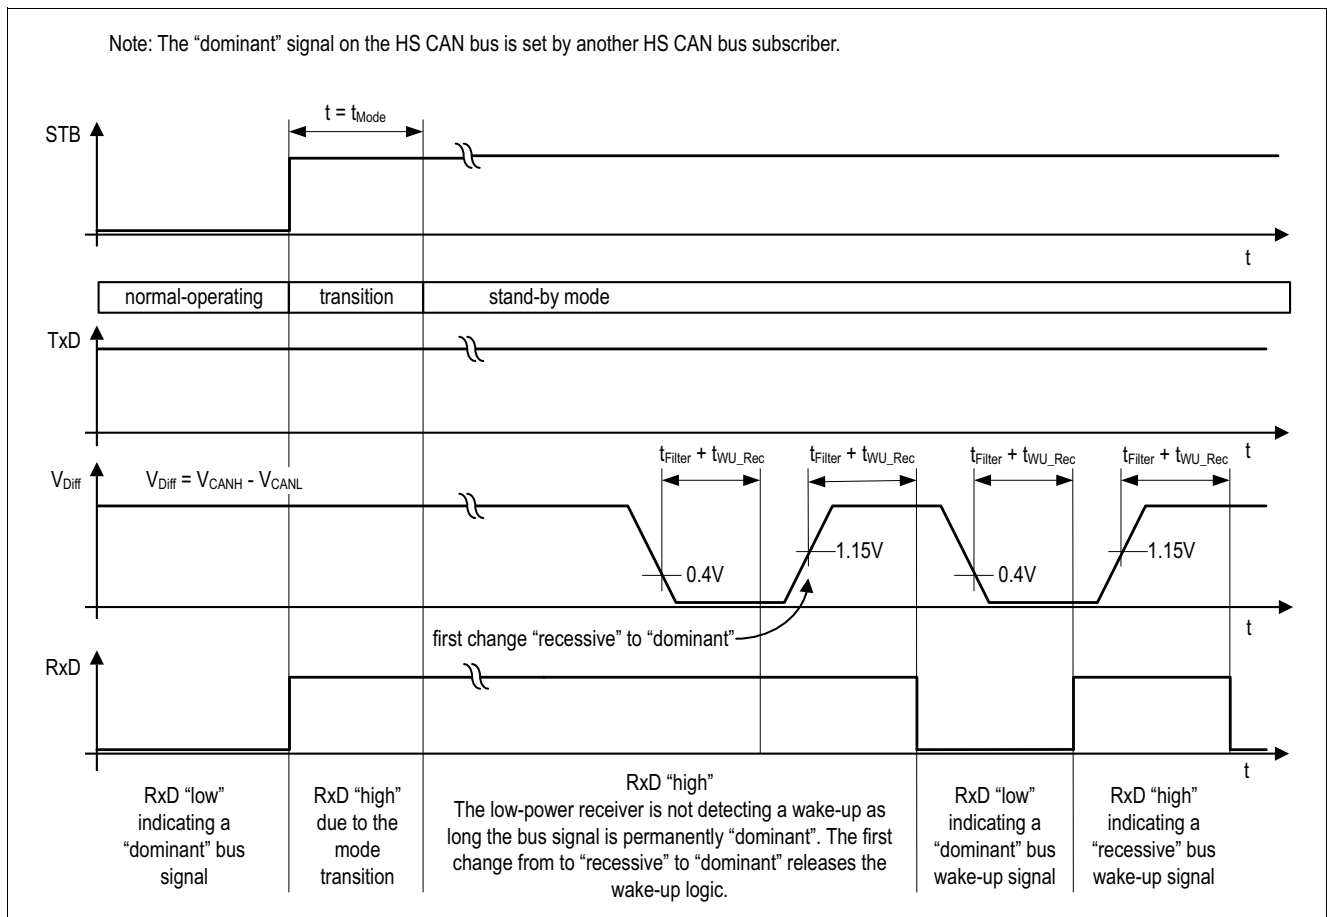 Note: The “dominant” signal on the HS CAN bus is set by another HS CAN bus subscriber.
t = tMode
STB
t
normal-operating
transition
stand-by mode
TxD
t
tFilter + tWU_Rec
tFilter + tWU_Rec
tFilter + tWU_Rec
tFilter + tWU_Rec
VDiff
VDiff = VCANH - VCANL
0.4V
1.15V
0.4V
1.15V
t
first change “recessive” to “dominant”
RxD
t
RxD “low”
indicating a
“dominant” bus
signal
RxD “high”
due to the
mode
transition
RxD “high”
The low-power receiver is not detecting a wake-up as
long the bus signal is permanently “dominant”. The first
change from to “recessive” to “dominant” releases the
wake-up logic.
RxD “low”
indicating a
“dominant” bus
wake-up signal
RxD “high”
indicating a
“recessive” bus
wake-up signal